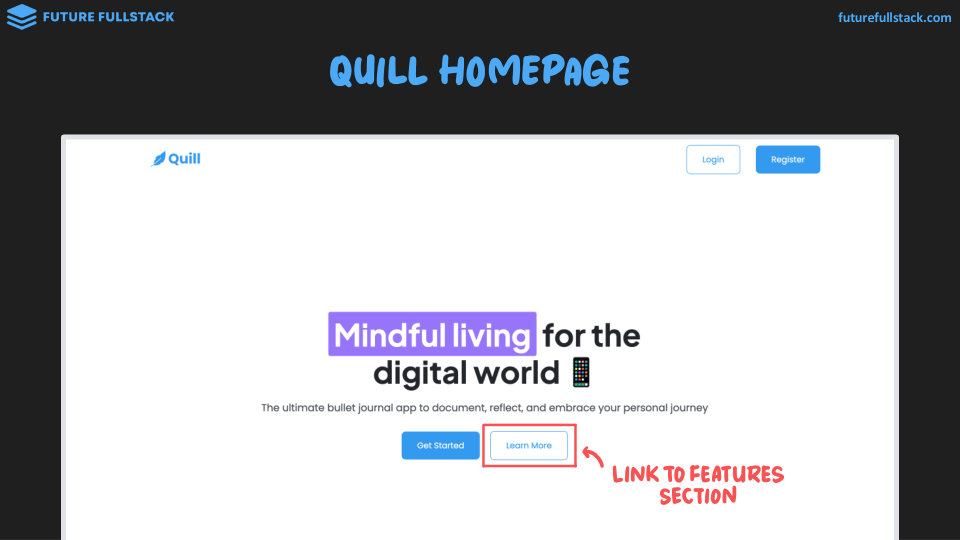 FUTURE FULLSTACK
futurefullstack.com
QUILL HOMEPAGE
Quill
Login
Register
Mindful living for the
digital world
The ultimate bullet journal app to document, reflect, and embrace your personal journey
Get Started
Learn More
LINK TO FEATURES
SECTION